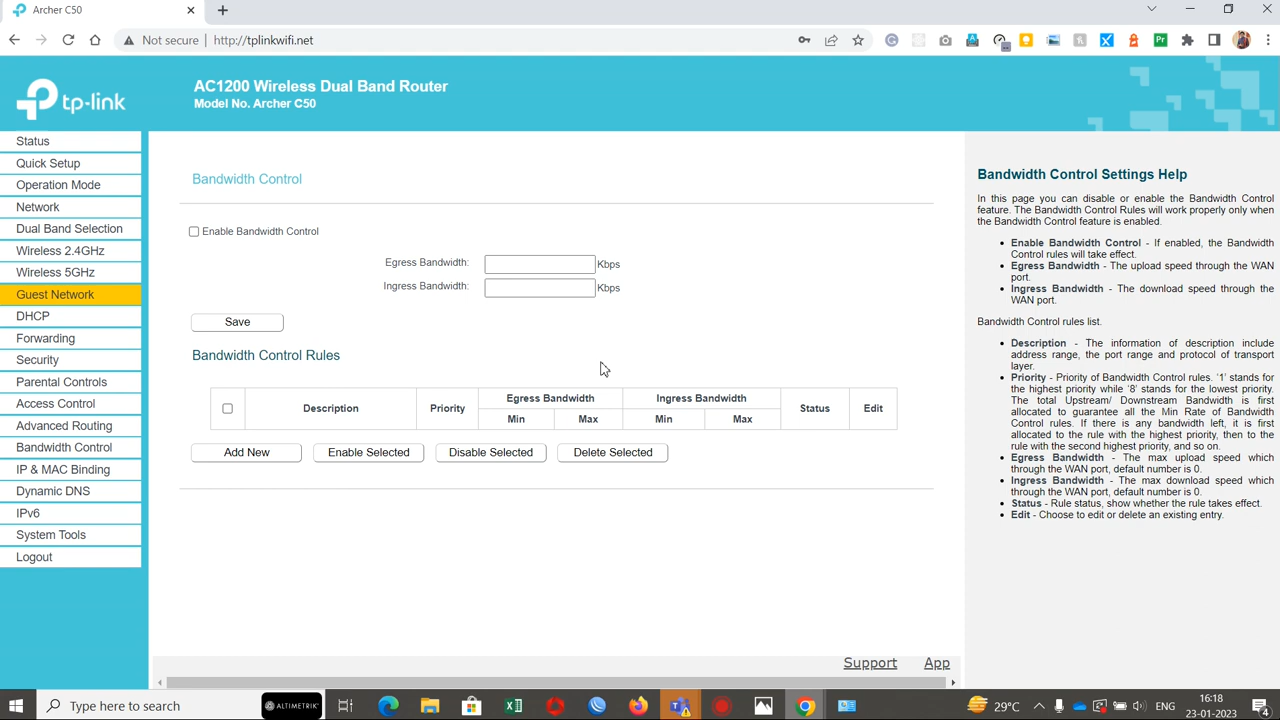 Archer C50
Not secure
http://tplinkwifi.net
tp-link
AC1200 Wireless Dual Band Router
Model No. Archer C50
Status
Quick Setup
Operation Mode
Network
Dual Band Selection
Wireless 2.4GHz
Wireless 5GHz
Guest Network
DHCP
Forwarding
Security
Parental Controls
Access Control
Advanced Routing
Bandwidth Control
IP & MAC Binding
Dynamic DNS
IPv6
System Tools
Logout
Bandwidth Control
Enable Bandwidth Control
Egress Bandwidth: Kbps
Ingress Bandwidth: Kbps
Save
Bandwidth Control Rules
Description Priority Egress Bandwidth Ingress Bandwidth Status Edit
Min Max Min Max
Add New Enable Selected Disable Selected Delete Selected
Support App
Bandwidth Control Settings Help
In this page you can disable or enable the Bandwidth Control
feature. The Bandwidth Control Rules will work properly only when
the Bandwidth Control feature is enabled.
Enable Bandwidth Control - If enabled, the Bandwidth
Control rules will take effect.
Egress Bandwidth - The upload speed through the WAN
port.
Ingress Bandwidth - The download speed through the
WAN port.
Bandwidth Control rules list.
Description - The information of description include
address range, the port range and protocol of transport
layer.
Priority - Priority of Bandwidth Control rules. ‘1’ stands for
the highest priority while ‘8’ stands for the lowest priority.
The total Upstream/ Downstream Bandwidth is first
allocated to guarantee all the Min Rate of Bandwidth
Control rules. If there is any bandwidth left, it is first
allocated to the rule with the highest priority, then to the
rule with the second highest priority, and so on.
Egress Bandwidth - The max upload speed which
through the WAN port, default number is 0.
Ingress Bandwidth - The max download speed which
through the WAN port, default number is 0.
Status - Rule status, show whether the rule takes effect.
Edit - Choose to edit or delete an existing entry.
Type here to search
ALTIMETRIK
29°C
ENG
16:18
23-01-2023
4